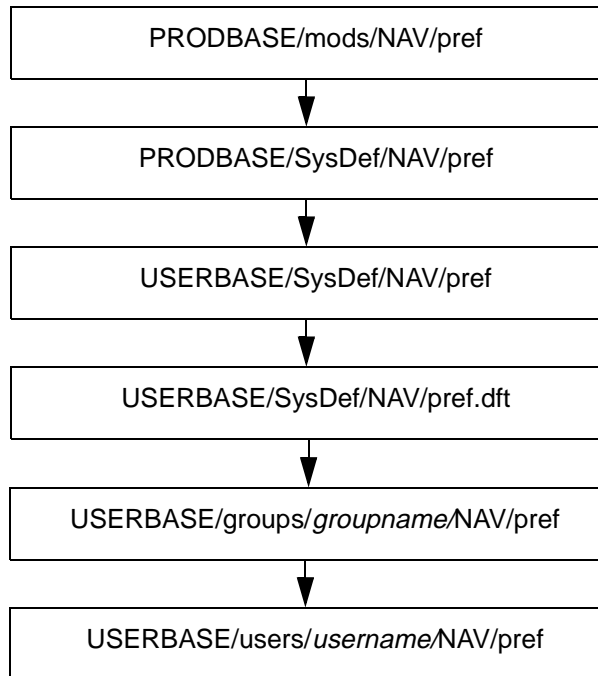 PRODBASE/mods/NAV/pref
PRODBASE/SysDef/NAV/pref
USERBASE/SysDef/NAV/pref
USERBASE/SysDef/NAV/pref.dft
USERBASE/groups/groupname/NAV/pref
USERBASE/users/username/NAV/pref